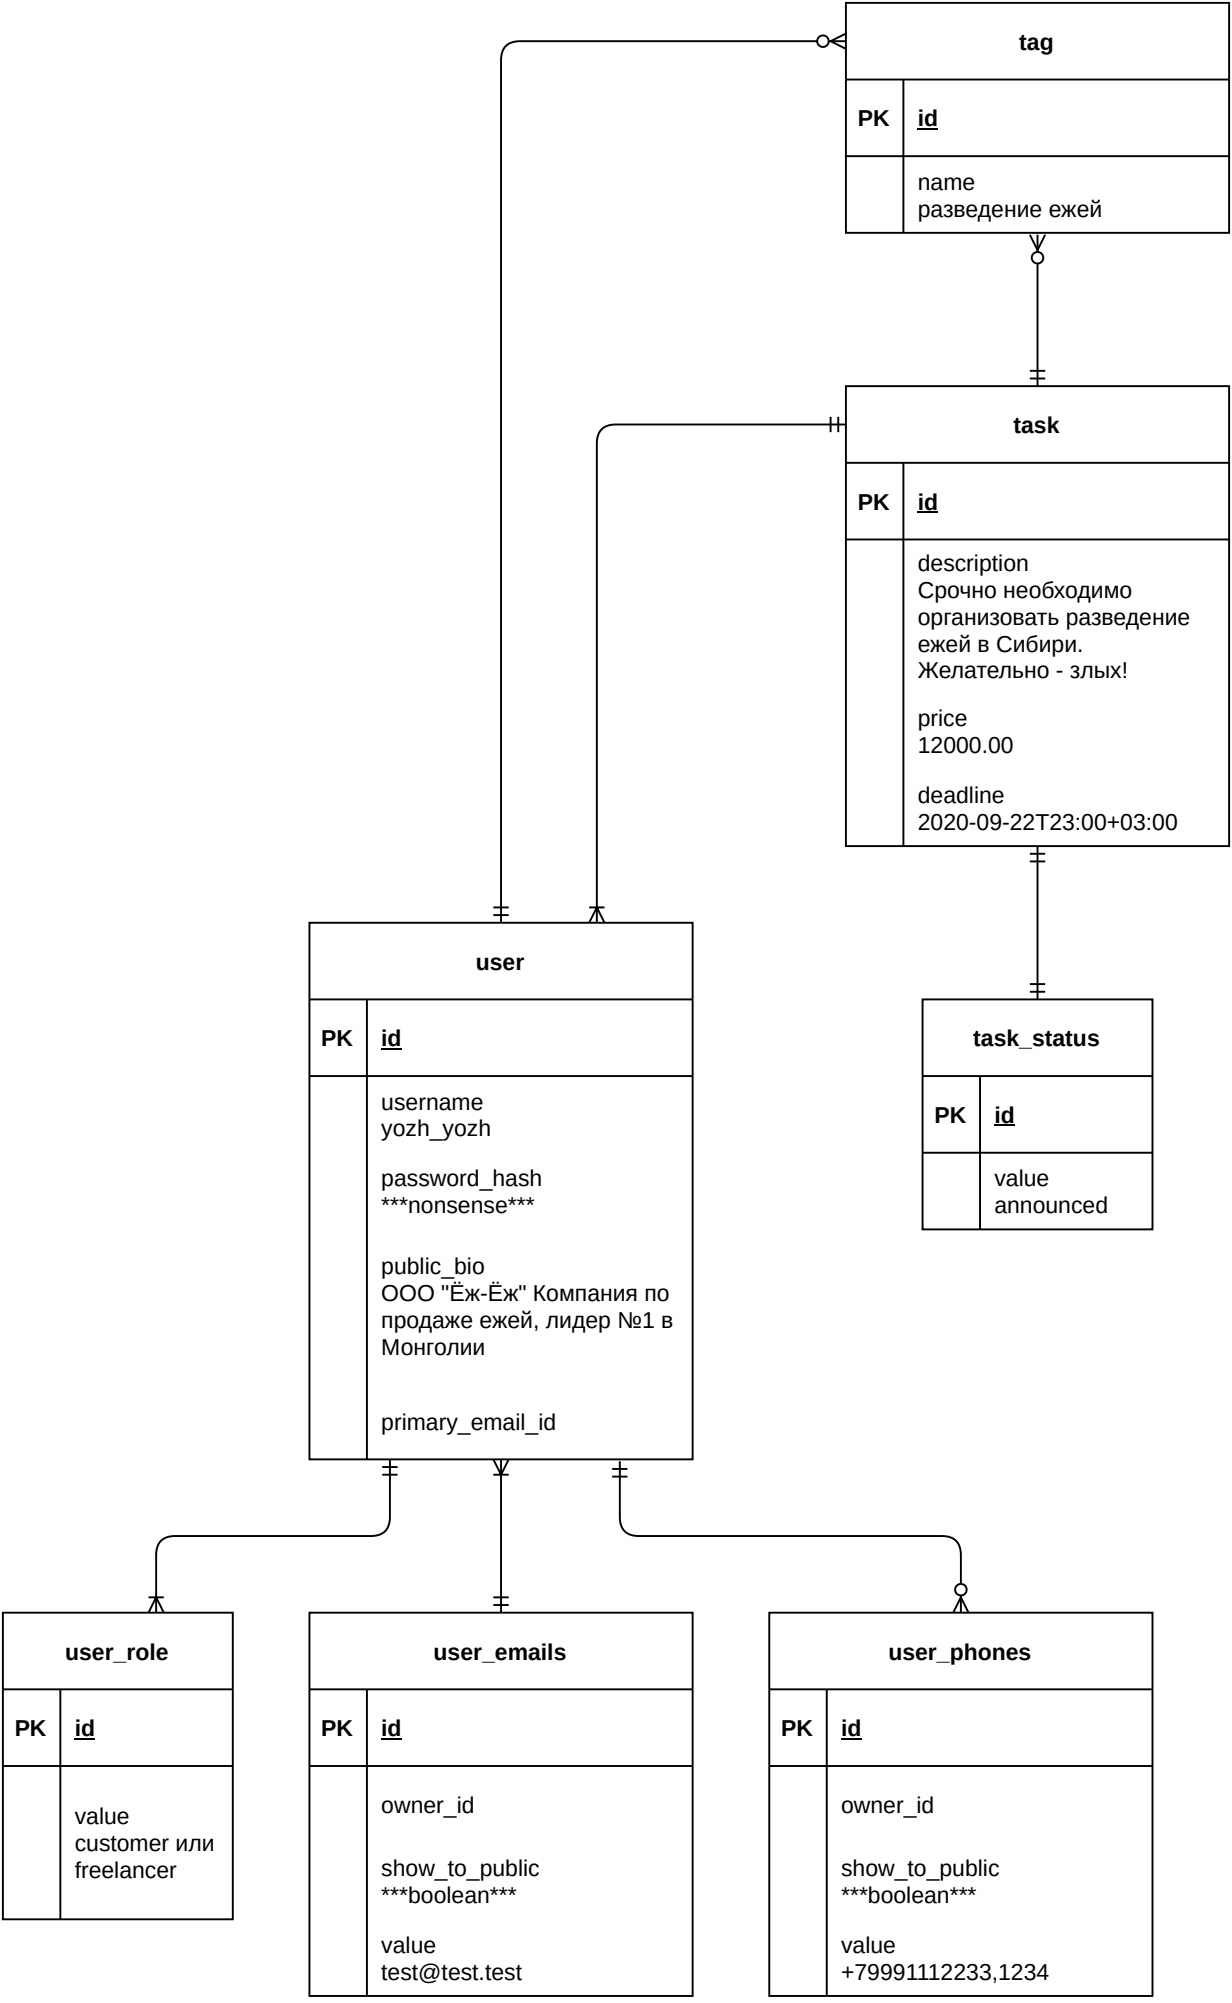 tag
PK id
name
разведение ежей
task
PK id
description
Срочно необходимо
организовать разведение
ежей в Сибири.
Желательно - злых!
price
12000.00
deadline
2020-09-22T23:00+03:00
user
PK id
username
yozh_yozh
password_hash
***nonsense***
public_bio
ООО "Ёж-Ёж" Компания по
продаже ежей, лидер №1 в
Монголии
primary_email_id
task_status
PK id
value
announced
user_role
PK id
value
customer или
freelancer
user_emails
PK id
owner_id
show_to_public
***boolean***
value
test@test.test
user_phones
PK id
owner_id
show_to_public
***boolean***
value
+79991112233,1234